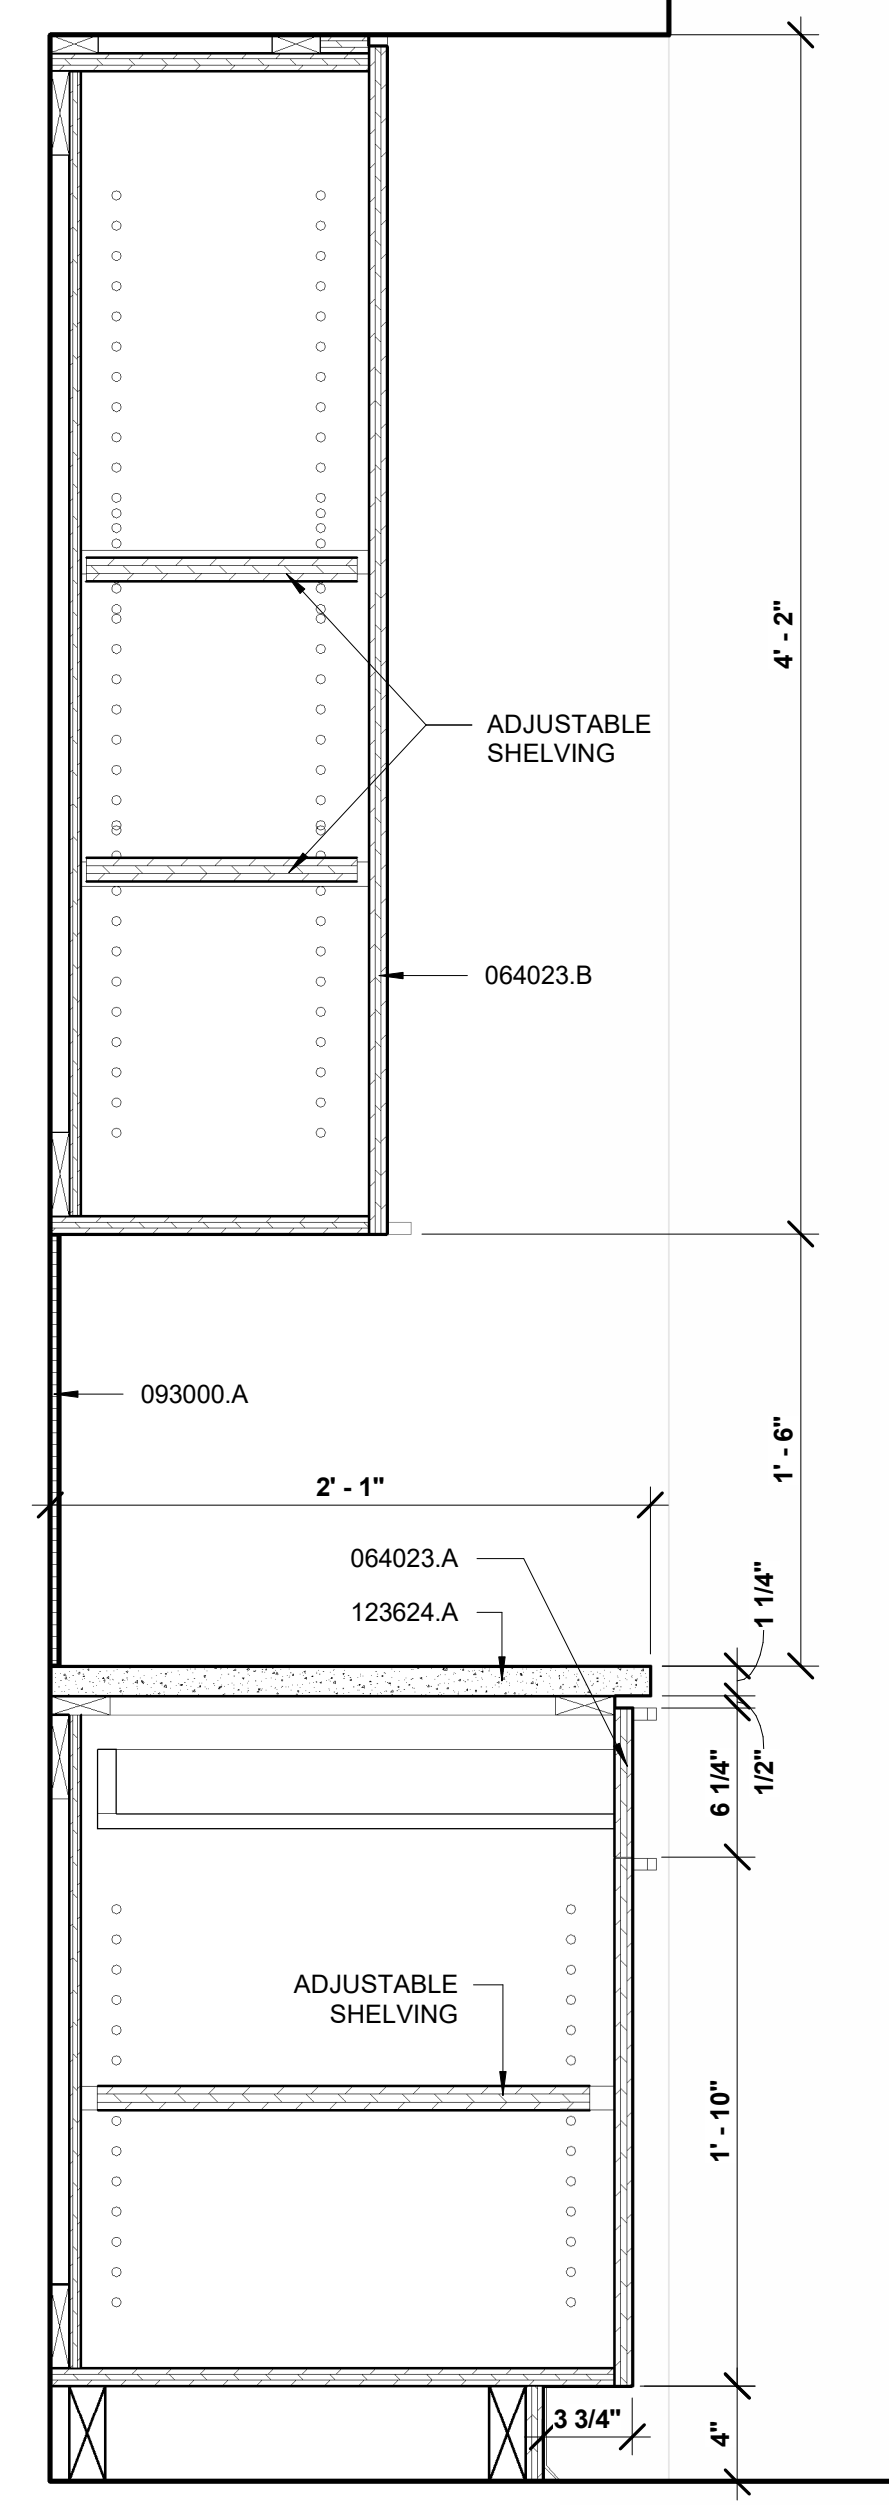 4' - 2"
ADJUSTABLE
SHELVING
064023.B
093000.A
1' - 6"
2' - 1"
064023.A
123624.A
1 1/4"
1/2"
6 1/4"
ADJUSTABLE
SHELVING
1' - 10"
3 3/4"
4"